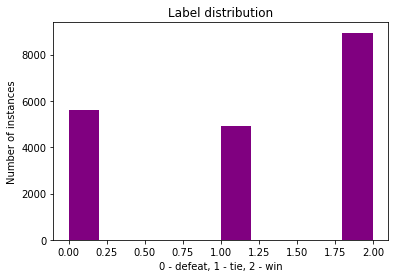 Label distribution
Number of instances
8000
6000
4000
2000
0
0.00 0.25 0.50 0.75 1.00 1.25 1.50 1.75 2.00
0 - defeat, 1 - tie, 2 - win